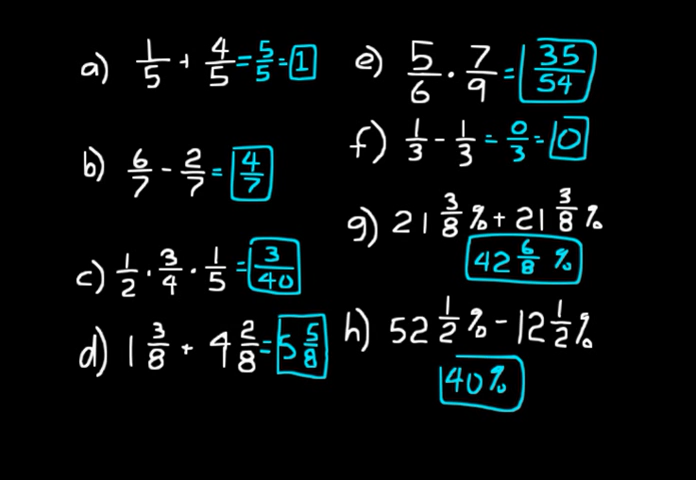 a) 1/5 + 4/5 = 5/5 = 1
b) 6/7 - 2/7 = 4/7
c) 1/2 · 3/4 · 1/5 = 3/40
d) 1 3/8 + 4 2/8 = 5 5/8
e) 5/6 · 7/9 = 35/54
f) 1/3 - 1/3 = 0/3 = 0
g) 21 3/8 % + 21 3/8 %
42 6/8 %
h) 52 1/2 % - 12 1/2 %
40%